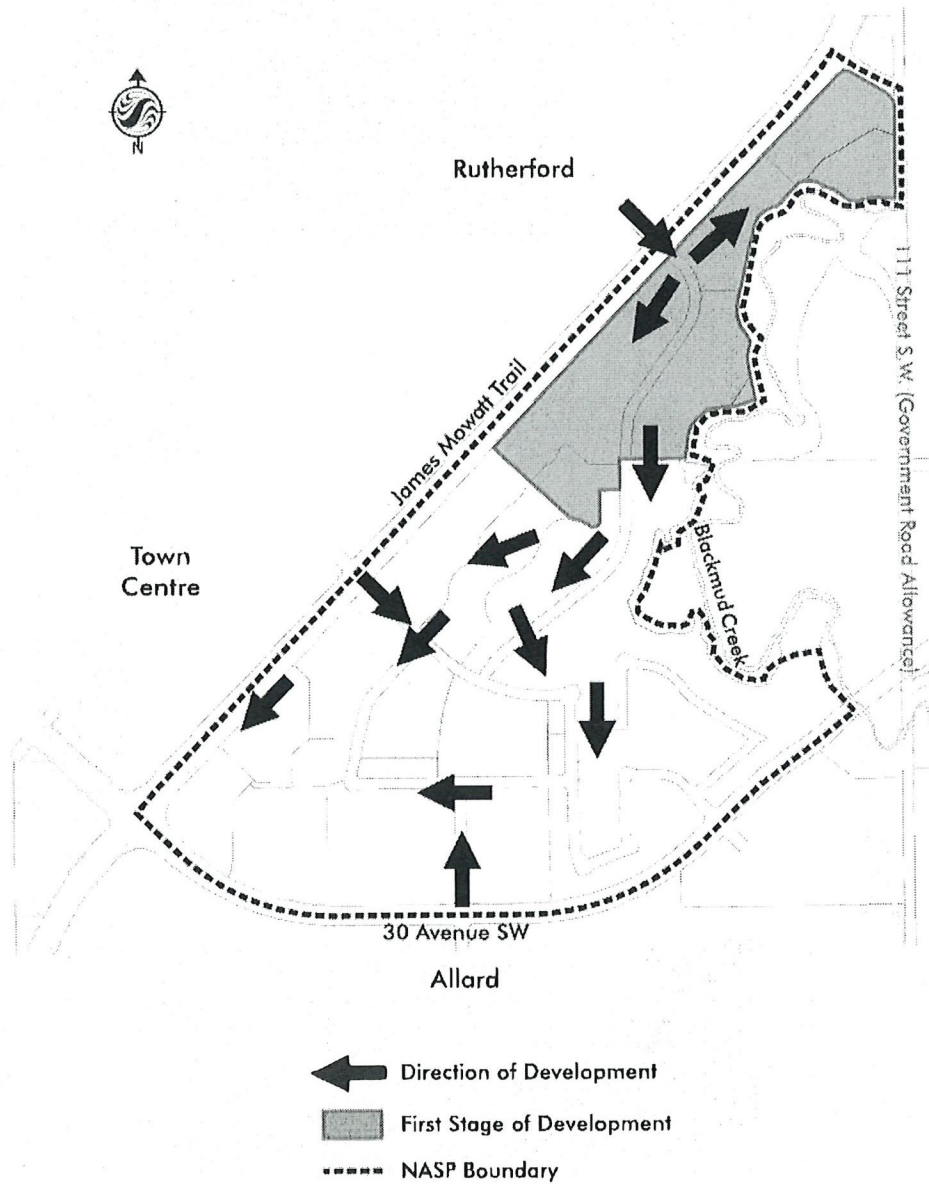 N
Rutherford
111 Street S.W. (Government Road Allowance)
James Mowatt Trail
Town
Centre
Blackmud Creek
30 Avenue SW
Allard
Direction of Development
First Stage of Development
NASP Boundary